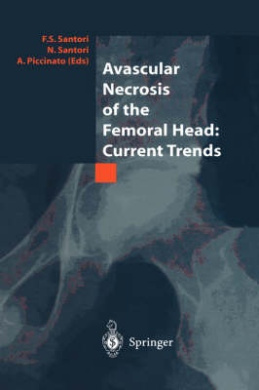 F.S. Santori
N. Santori
A. Piccinato (Eds)
Avascular
Necrosis
of the
Femoral Head:
Current Trends
Springer